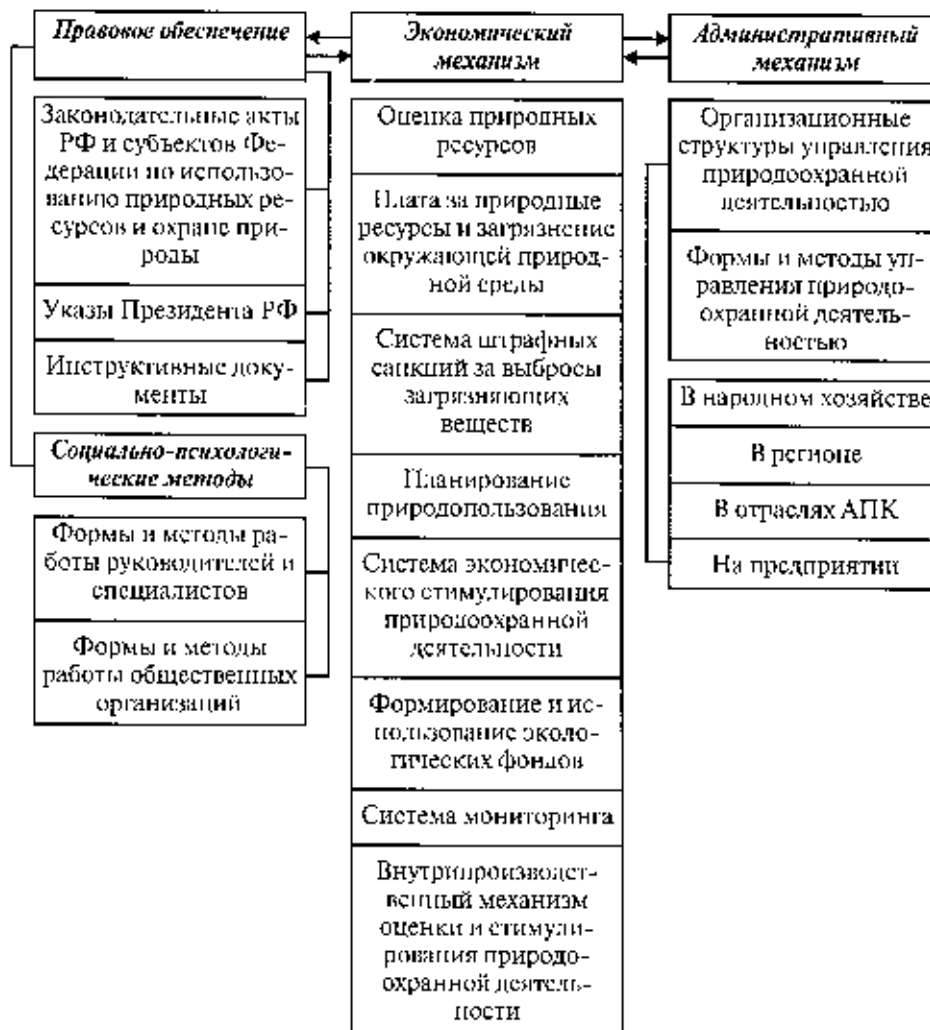 Правовое обеспечение
Законодательные акты
РФ и субъектов Фе-
дерации по использо-
ванию природных ре-
сурсов и охране при-
роды
Указы Президента РФ
Инструктивные доку-
менты
Социально-психологи-
ческие методы
Формы и методы ра-
боты руководителей и
специалистов
Формы и методы
работы общественных
организаций
Экономический
механизм
Оценка природных
ресурсов
Плата за природные
ресурсы и загрязнение
окружающей природ-
ной среды
Система штрафных
санкций за выбросы
загрязняющих
веществ
Планирование
природопользования
Система экономичес-
кого стимулирования
природоохранной
деятельности
Формирование и ис-
пользование эколо-
гических фондов
Система мониторинга
Внутрипроизводст-
венный механизм
оценки и стимули-
рования природо-
охранной деятель-
ности
Административный
механизм
Организационные
структуры управления
природоохранной
деятельностью
Формы и методы уп-
равления природо-
охранной деятель-
ностью
В народном хозяйстве
В регионе
В отраслях АПК
На предприятии